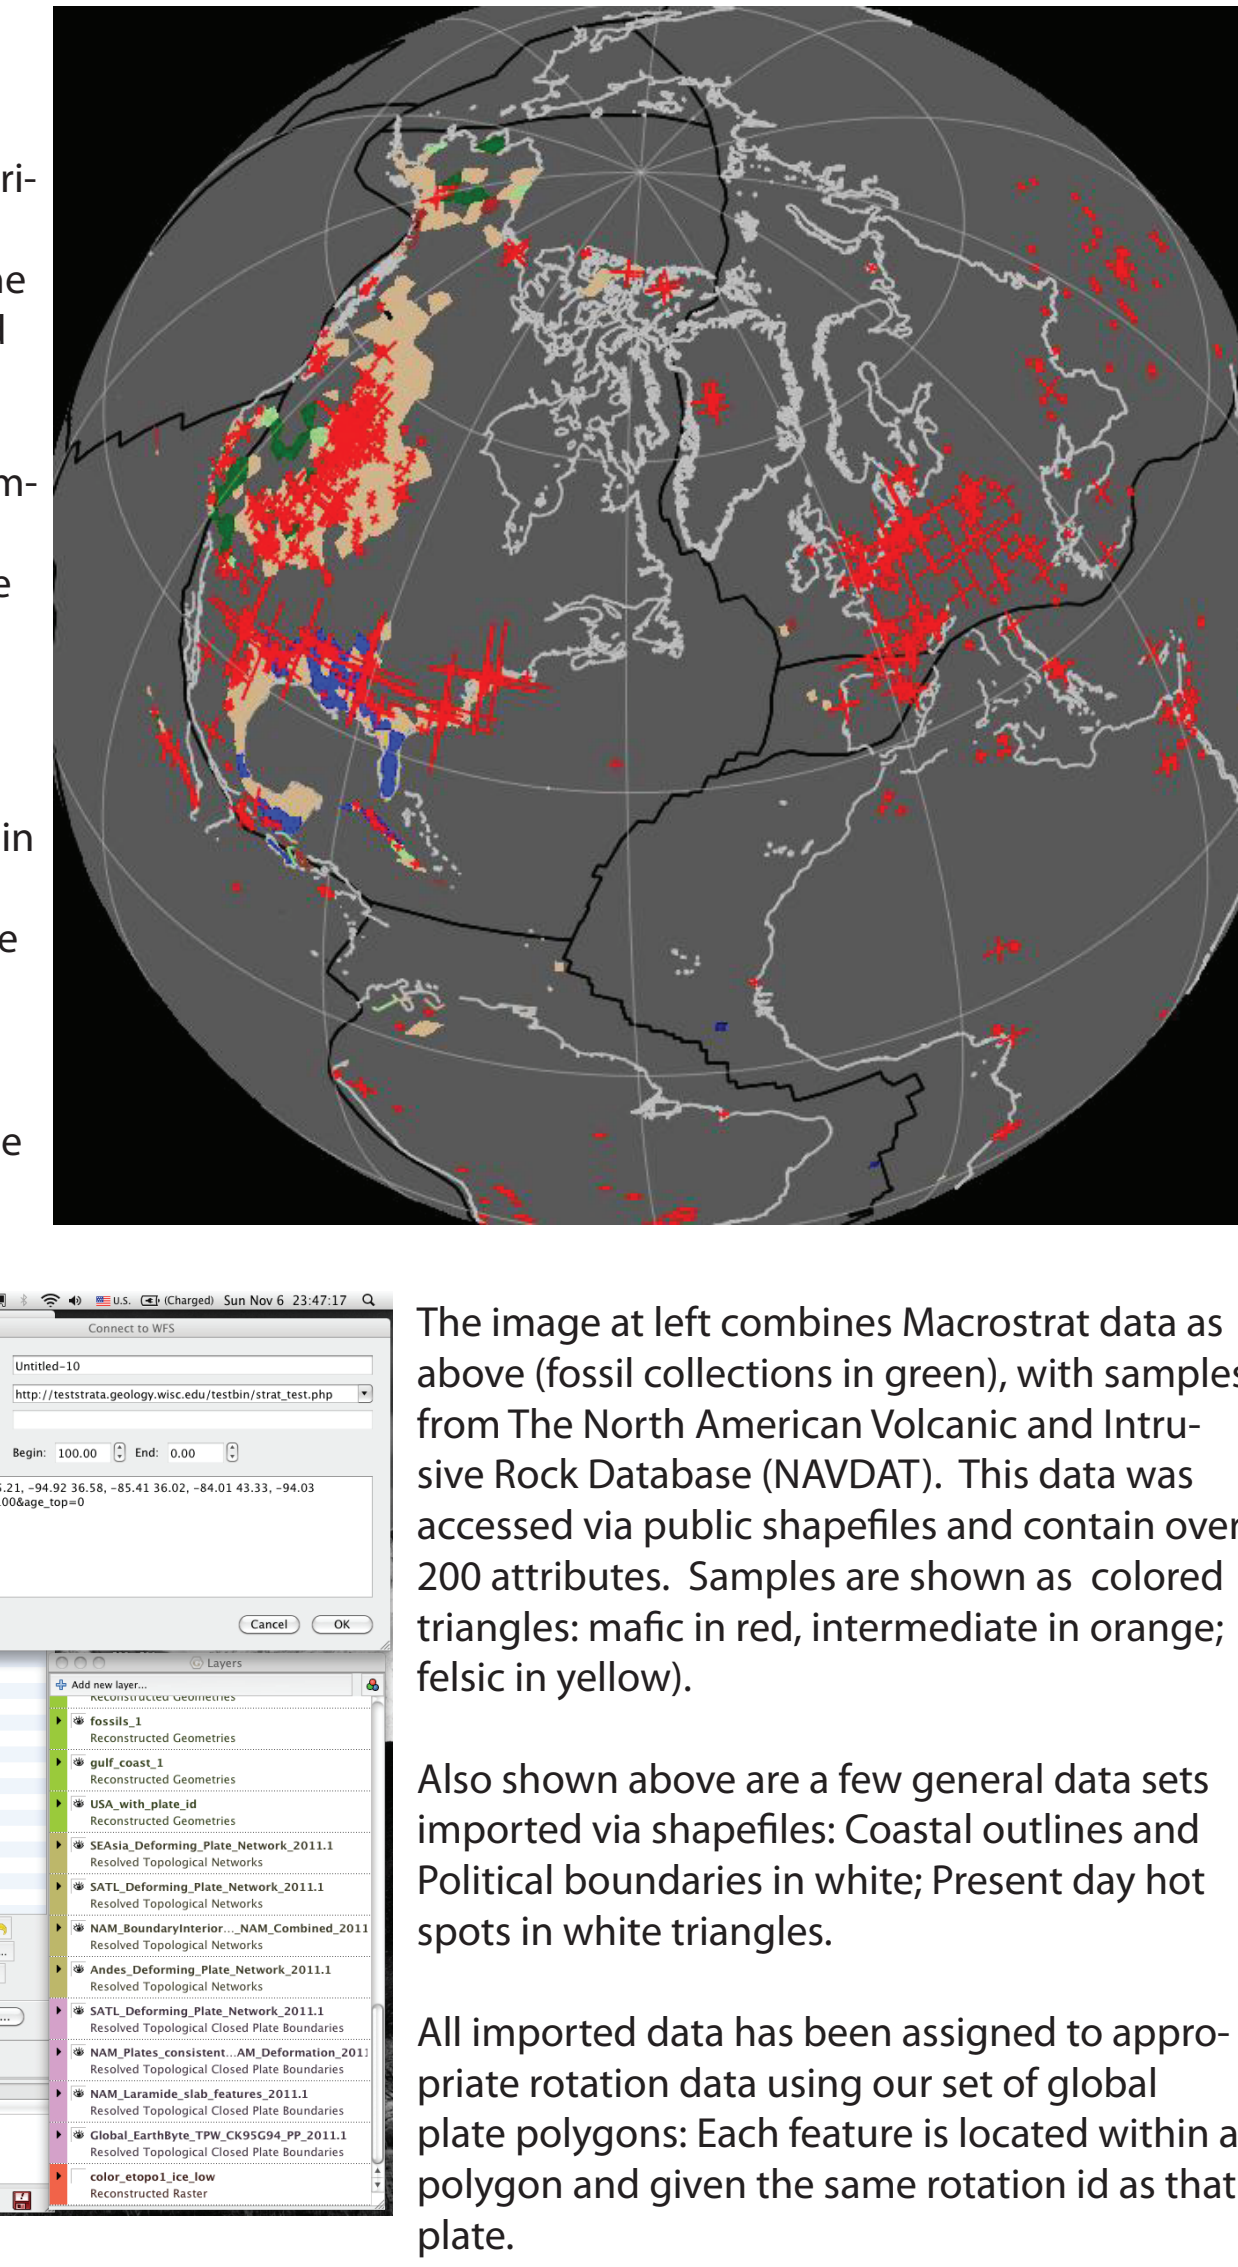 ri-
ne
d
m-
e
in
e
e
U.S. (Charged) Sun Nov 6 23:47:17
Connect to WFS
Untitled-10
http://teststrata.geology.wisc.edu/testbin/strat_test.php
Begin: 100.00 End: 0.00
5.21, -94.92 36.58, -85.41 36.02, -84.01 43.33, -94.03
00&age_top=0
Cancel OK
Layers
Add new layer...
Reconstructed Geometries
fossils_1
Reconstructed Geometries
gulf_coast_1
Reconstructed Geometries
USA_with_plate_id
Reconstructed Geometries
SEAsia_Deforming_Plate_Network_2011.1
Resolved Topological Networks
SATL_Deforming_Plate_Network_2011.1
Resolved Topological Networks
NAM_BoundaryInterior..._NAM_Combined_2011
Resolved Topological Networks
Andes_Deforming_Plate_Network_2011.1
Resolved Topological Networks
SATL_Deforming_Plate_Network_2011.1
Resolved Topological Closed Plate Boundaries
NAM_Plates_consistent...AM_Deformation_201
Resolved Topological Closed Plate Boundaries
NAM_Laramide_slab_features_2011.1
Resolved Topological Closed Plate Boundaries
Global_EarthByte_TPW_CK95G94_PP_2011.1
Resolved Topological Closed Plate Boundaries
color_etopo1_ice_low
Reconstructed Raster
The image at left combines Macrostrat data as
above (fossil collections in green), with samples
from The North American Volcanic and Intru-
sive Rock Database (NAVDAT). This data was
accessed via public shapefiles and contain over
200 attributes. Samples are shown as colored
triangles: mafic in red, intermediate in orange;
felsic in yellow).
Also shown above are a few general data sets
imported via shapefiles: Coastal outlines and
Political boundaries in white; Present day hot
spots in white triangles.
All imported data has been assigned to appro-
priate rotation data using our set of global
plate polygons: Each feature is located within a
polygon and given the same rotation id as that
plate.